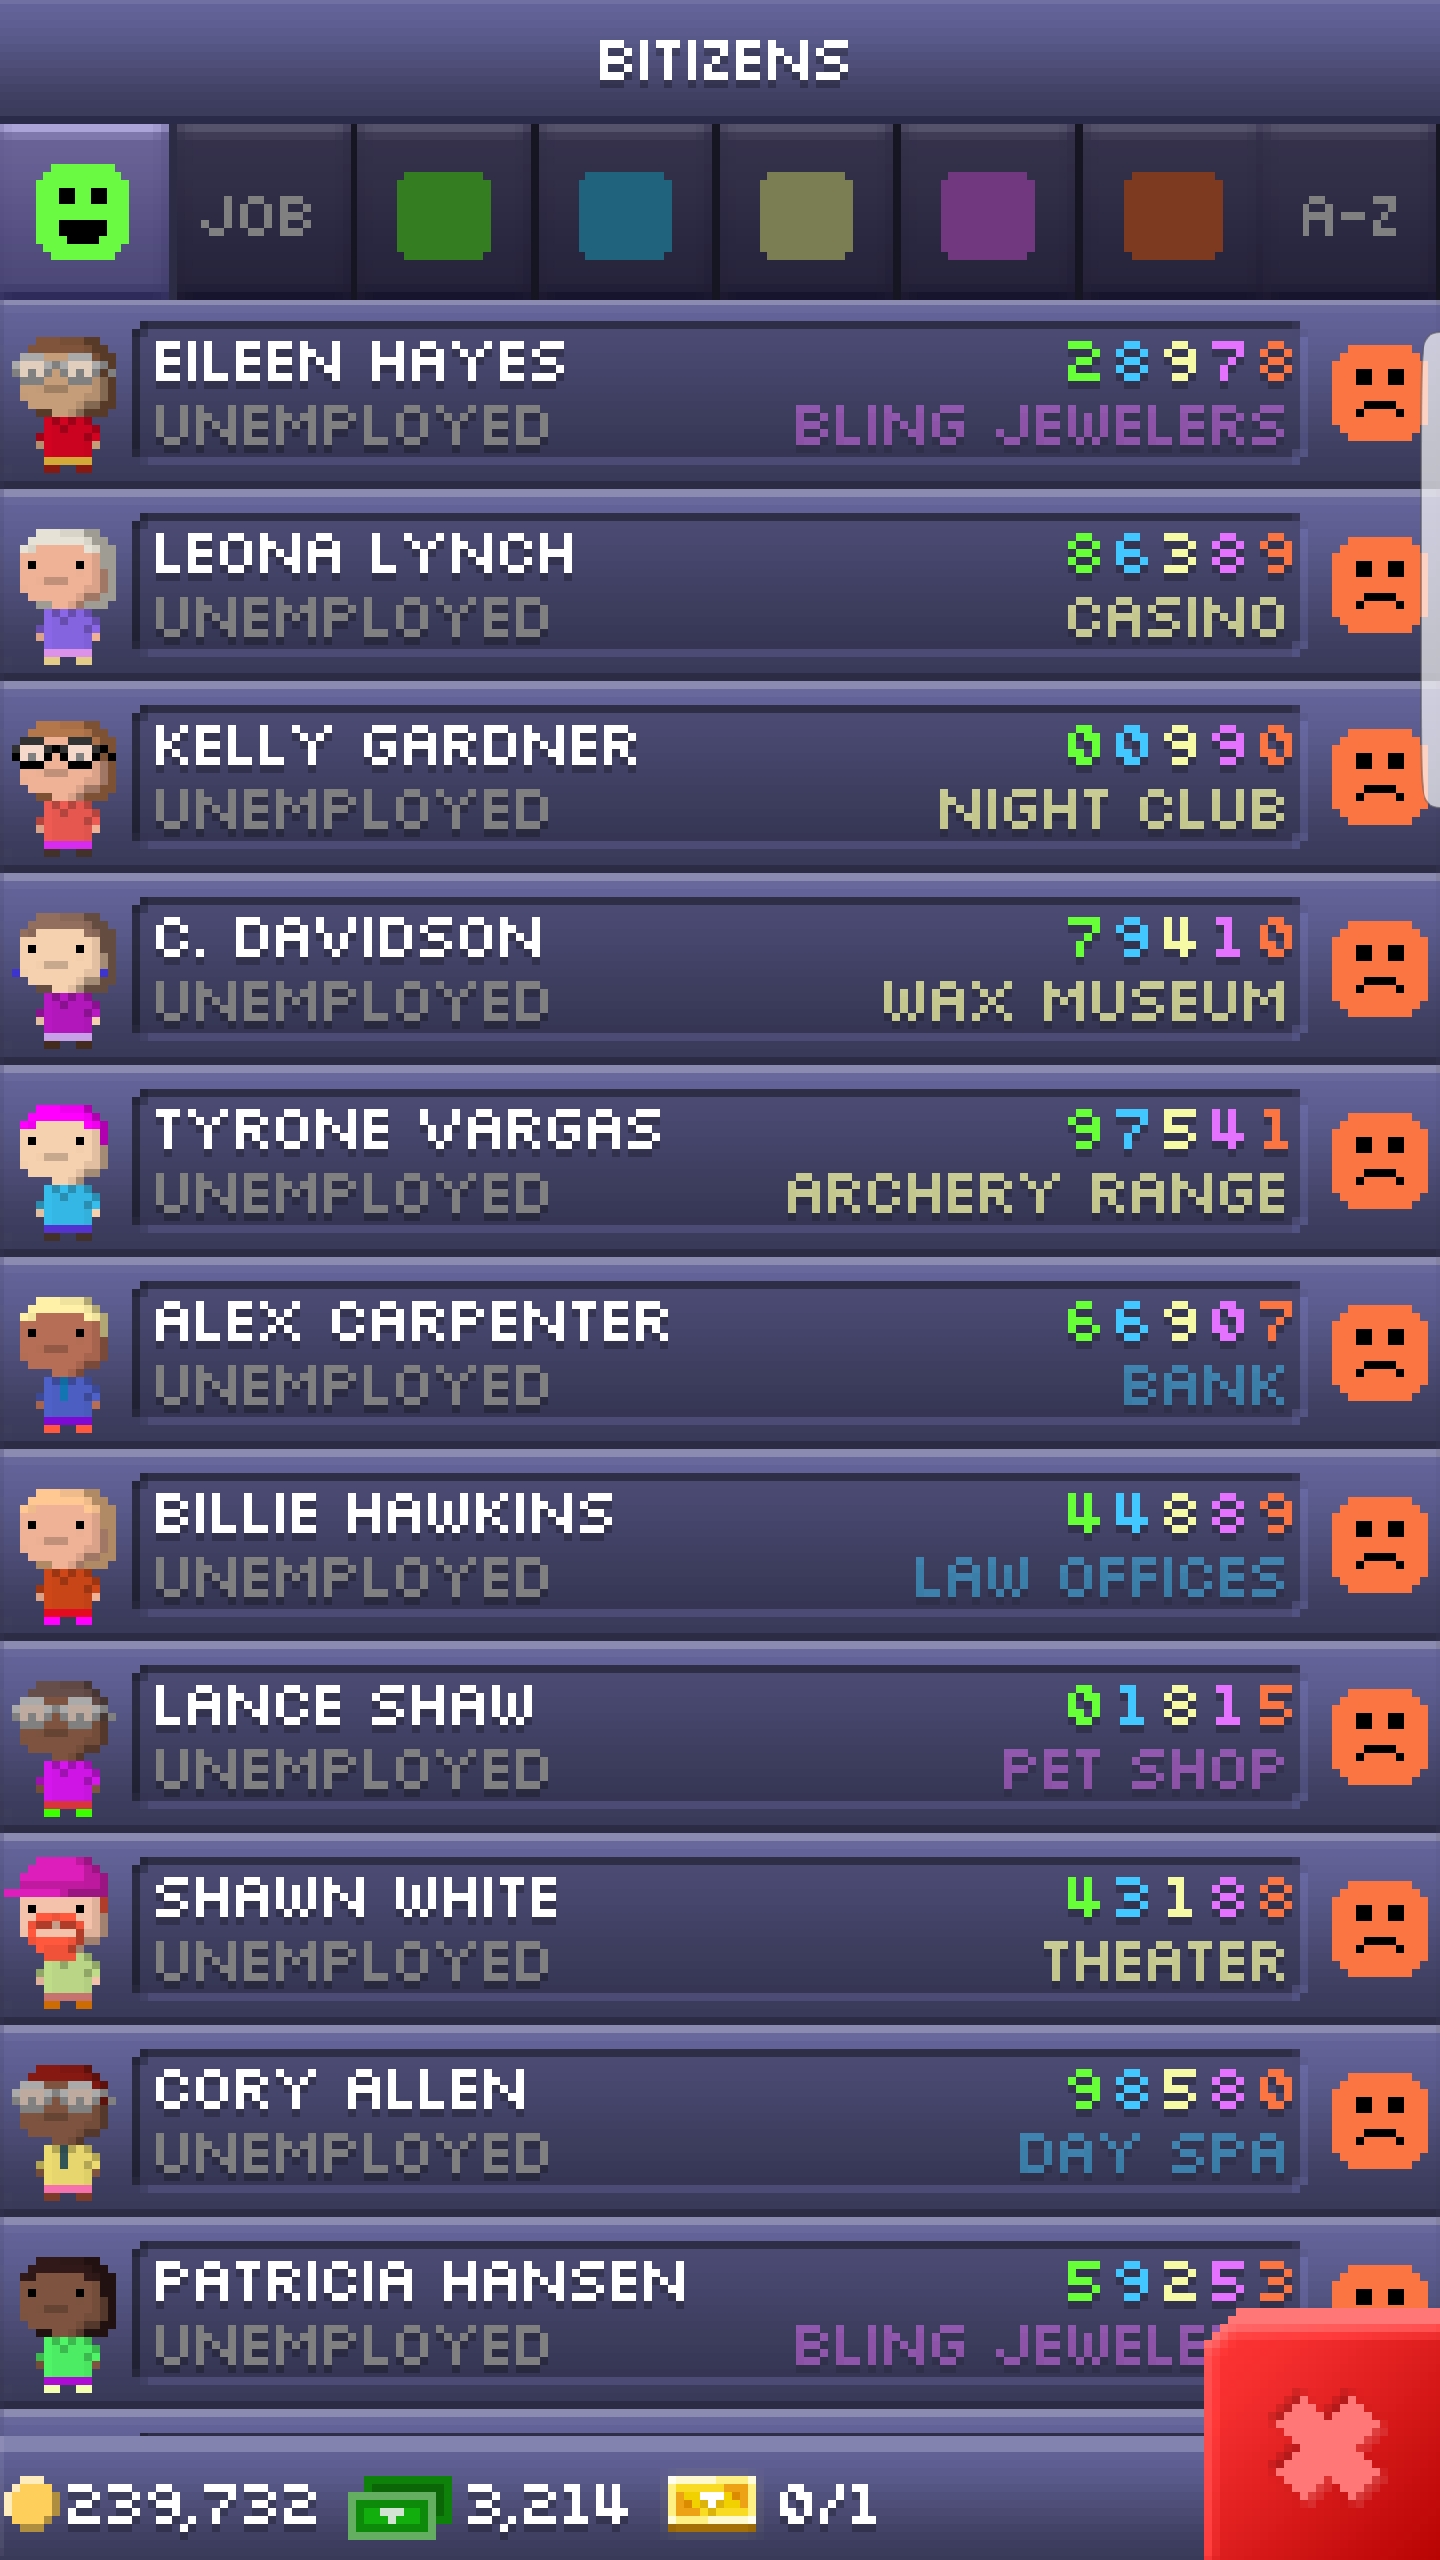 BITIZENS
JOB A-Z
EILEEN HAYES 28978
UNEMPLOYED BLING JEWELERS
LEONA LYNCH 86389
UNEMPLOYED CASINO
KELLY GARDNER 00990
UNEMPLOYED NIGHT CLUB
C. DAVIDSON 79410
UNEMPLOYED WAX MUSEUM
TYRONE VARGAS 97541
UNEMPLOYED ARCHERY RANGE
ALEX CARPENTER 66907
UNEMPLOYED BANK
BILLIE HAWKINS 44889
UNEMPLOYED LAW OFFICES
LANCE SHAW 01815
UNEMPLOYED PET SHOP
SHAWN WHITE 43188
UNEMPLOYED THEATER
CORY ALLEN 98580
UNEMPLOYED DAY SPA
PATRICIA HANSEN 59253
UNEMPLOYED BLING JEWELE
239,732 3,214 0/1